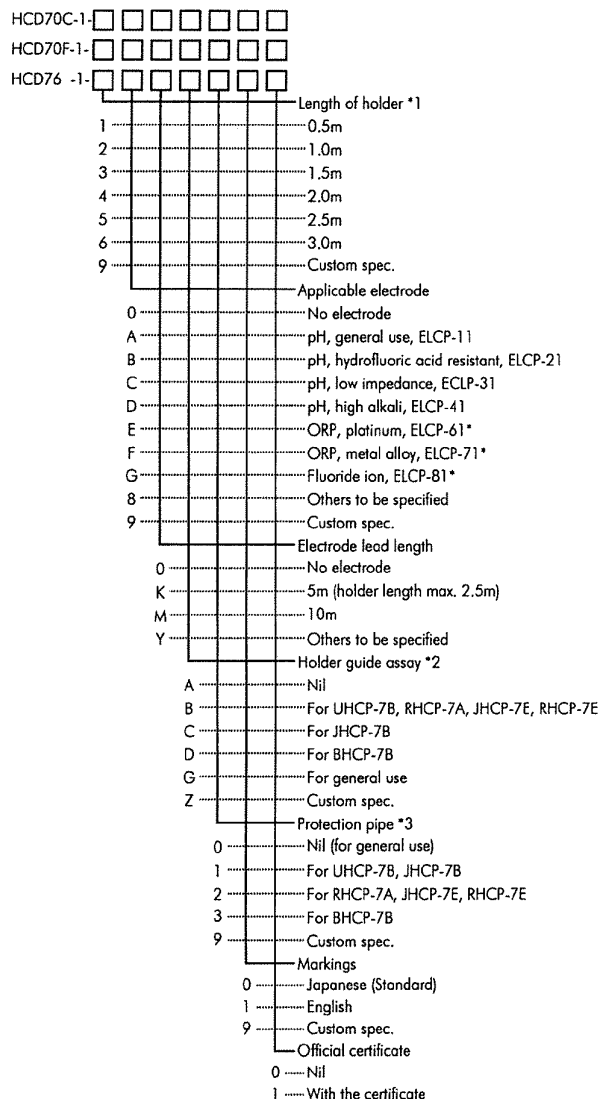 HCD70C-1-
HCD70F-1-
HCD76 -1-
Length of holder *1
1 0.5m
2 1.0m
3 1.5m
4 2.0m
5 2.5m
6 3.0m
9 Custom spec.
Applicable electrode
0 No electrode
A pH, general use, ELCP-11
B pH, hydrofluoric acid resistant, ELCP-21
C pH, low impedance, ECLP-31
D pH, high alkali, ELCP-41
E ORP, platinum, ELCP-61*
F ORP, metal alloy, ELCP-71*
G Fluoride ion, ELCP-81*
8 Others to be specified
9 Custom spec.
Electrode lead length
0 No electrode
K 5m (holder length max. 2.5m)
M 10m
Y Others to be specified
Holder guide assay *2
A Nil
B For UHCP-7B, RHCP-7A, JHCP-7E, RHCP-7E
C For JHCP-7B
D For BHCP-7B
G For general use
Z Custom spec.
Protection pipe *3
0 Nil (for general use)
1 For UHCP-7B, JHCP-7B
2 For RHCP-7A, JHCP-7E, RHCP-7E
3 For BHCP-7B
9 Custom spec.
Markings
0 Japanese (Standard)
1 English
9 Custom spec.
Official certificate
0 Nil
1 With the certificate